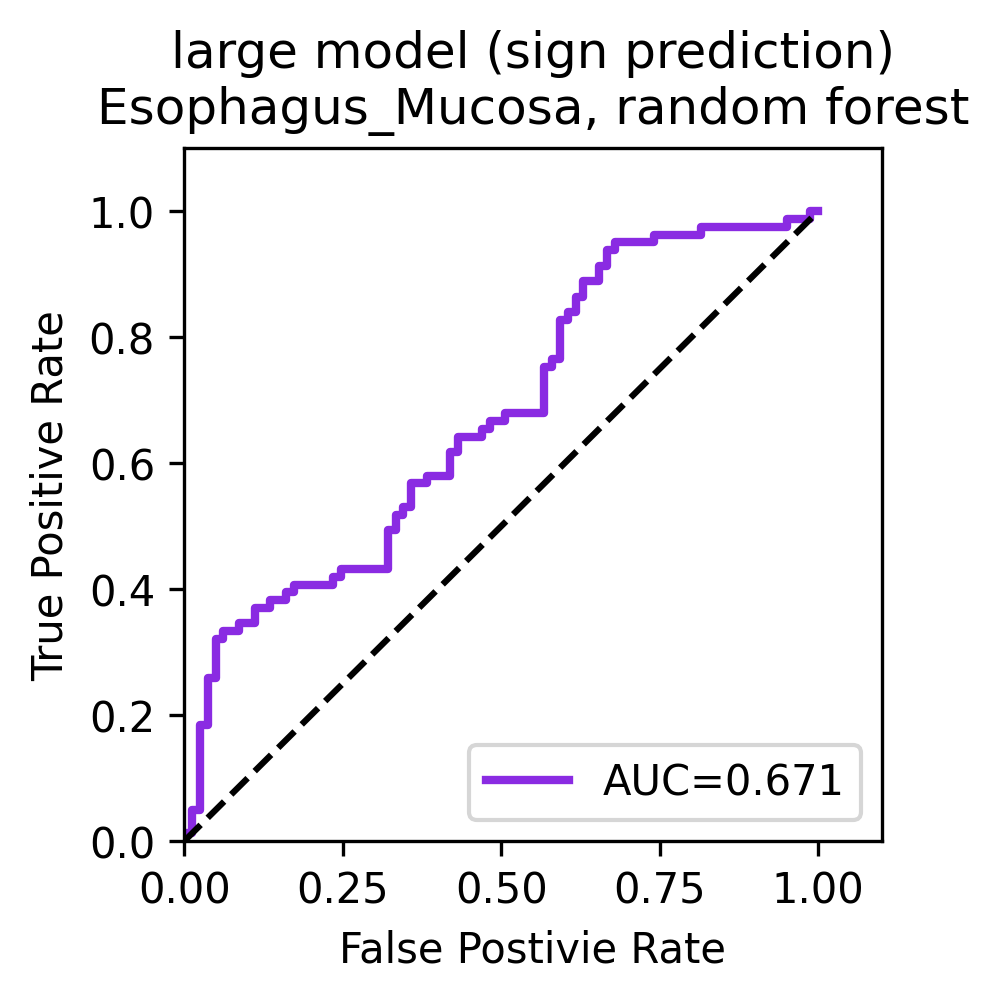 large model (sign prediction)
Esophagus_Mucosa, random forest
1.0
0.8
0.6
0.4
0.2
0.0
True Positive Rate
AUC=0.671
0.00 0.25 0.50 0.75 1.00
False Postivie Rate